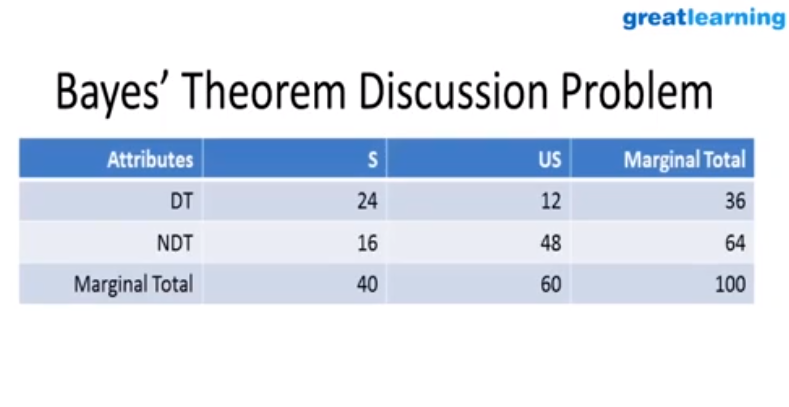 greatlearning
Bayes’ Theorem Discussion Problem
Attributes S US Marginal Total
DT 24 12 36
NDT 16 48 64
Marginal Total 40 60 100